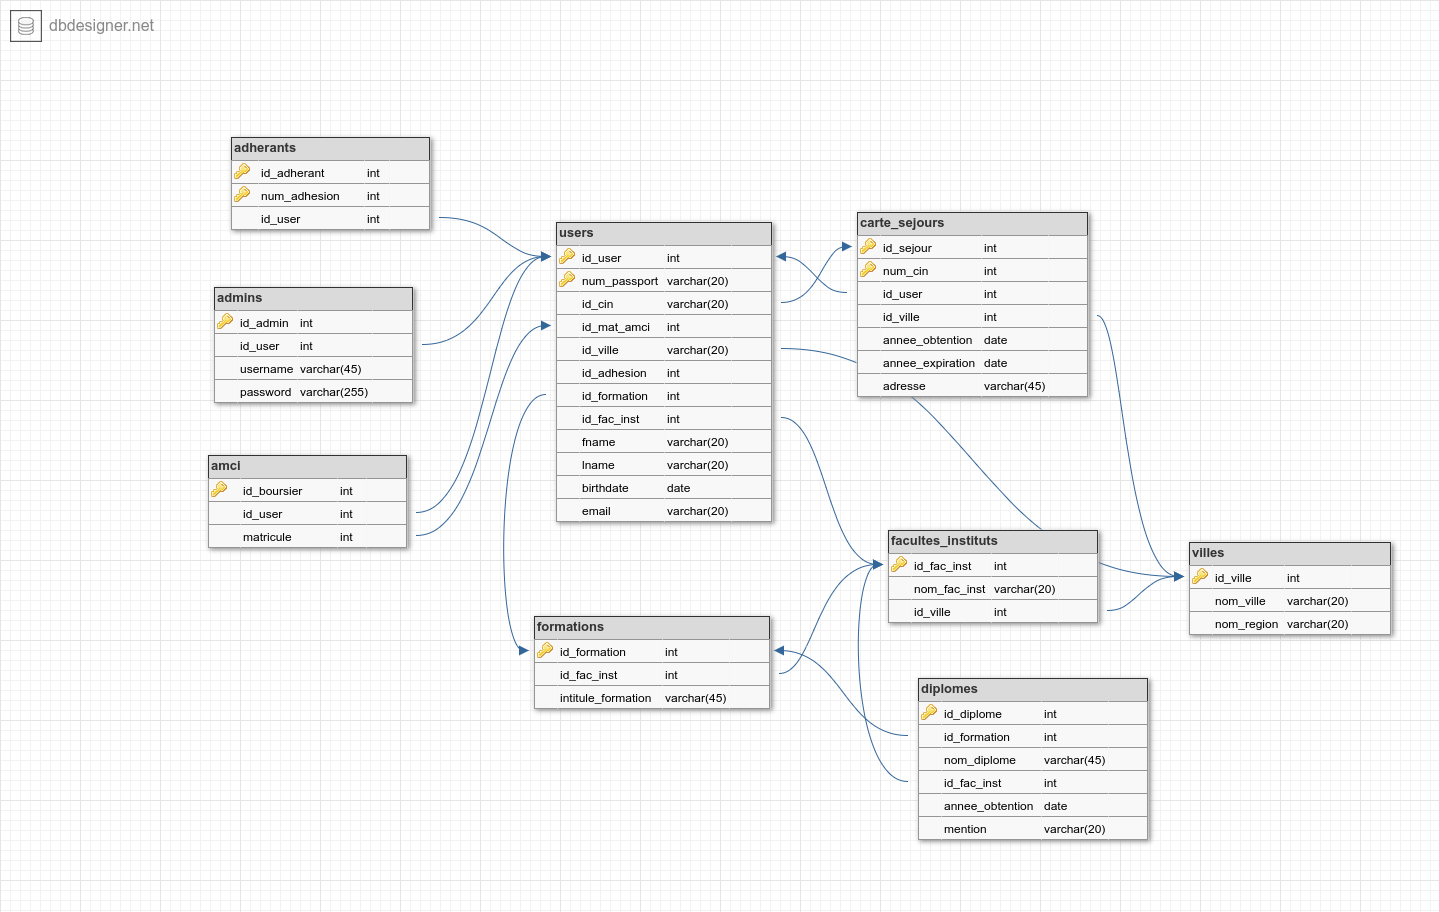 dbdesigner.net
adherants
id_adherant int
num_adhesion int
id_user int
admins
id_admin int
id_user int
username varchar(45)
password varchar(255)
amci
id_boursier int
id_user int
matricule int
users
id_user int
num_passport varchar(20)
id_cin varchar(20)
id_mat_amci int
id_ville varchar(20)
id_adhesion int
id_formation int
id_fac_inst int
fname varchar(20)
lname varchar(20)
birthdate date
email varchar(20)
formations
id_formation int
id_fac_inst int
intitule_formation varchar(45)
carte_sejours
id_sejour int
num_cin int
id_user int
id_ville int
annee_obtention date
annee_expiration date
adresse varchar(45)
facultes_instituts
id_fac_inst int
nom_fac_inst varchar(20)
id_ville int
villes
id_ville int
nom_ville varchar(20)
nom_region varchar(20)
diplomes
id_diplome int
id_formation int
nom_diplome varchar(45)
id_fac_inst int
annee_obtention date
mention varchar(20)